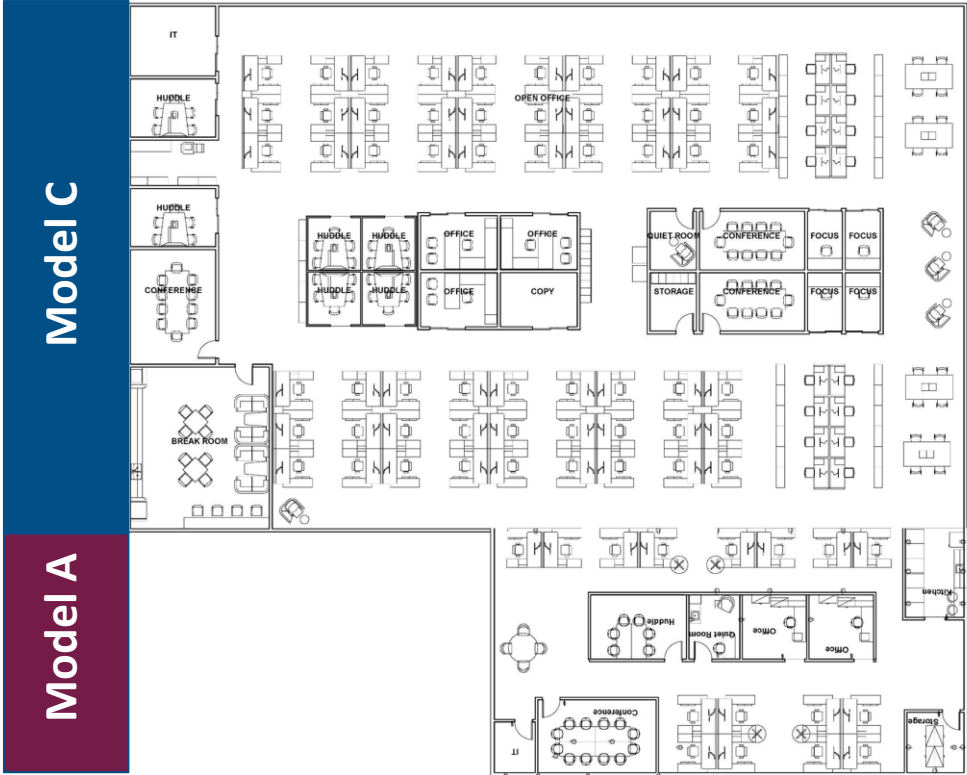 Model C
IT
HUDDLE
OPEN OFFICE
HUDDLE
HUDDLE HUDDLE OFFICE OFFICE QUIET ROOM CONFERENCE FOCUS FOCUS
CONFERENCE HUDDLE HUDDLE OFFICE COPY STORAGE CONFERENCE FOCUS FOCUS
BREAK ROOM
Model A
Kitchen
Huddle Quiet Room Office Office
IT Conference Storage